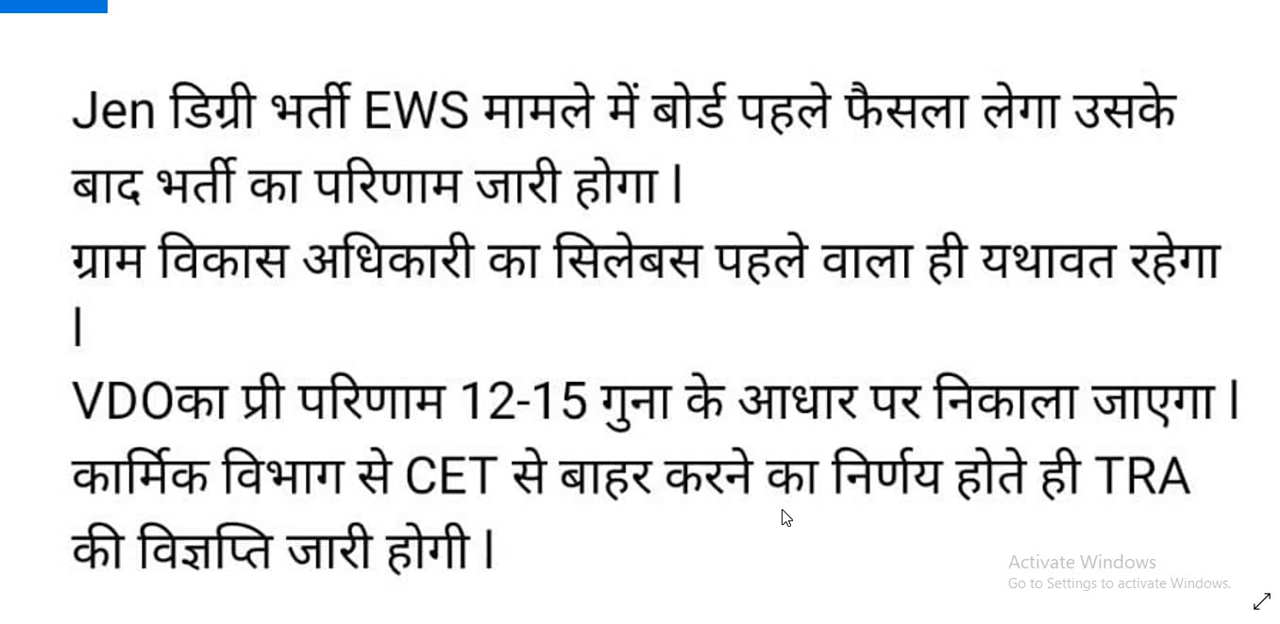 Jen डिग्री भर्ती EWS मामले में बोर्ड पहले फैसला लेगा उसके
बाद भर्ती का परिणाम जारी होगा l
ग्राम विकास अधिकारी का सिलेबस पहले वाला ही यथावत रहेगा
l
VDOका प्री परिणाम 12-15 गुना के आधार पर निकाला जाएगा l
कार्मिक विभाग से CET से बाहर करने का निर्णय होते ही TRA
की विज्ञप्ति जारी होगी l
Activate Windows
Go to Settings to activate Windows.